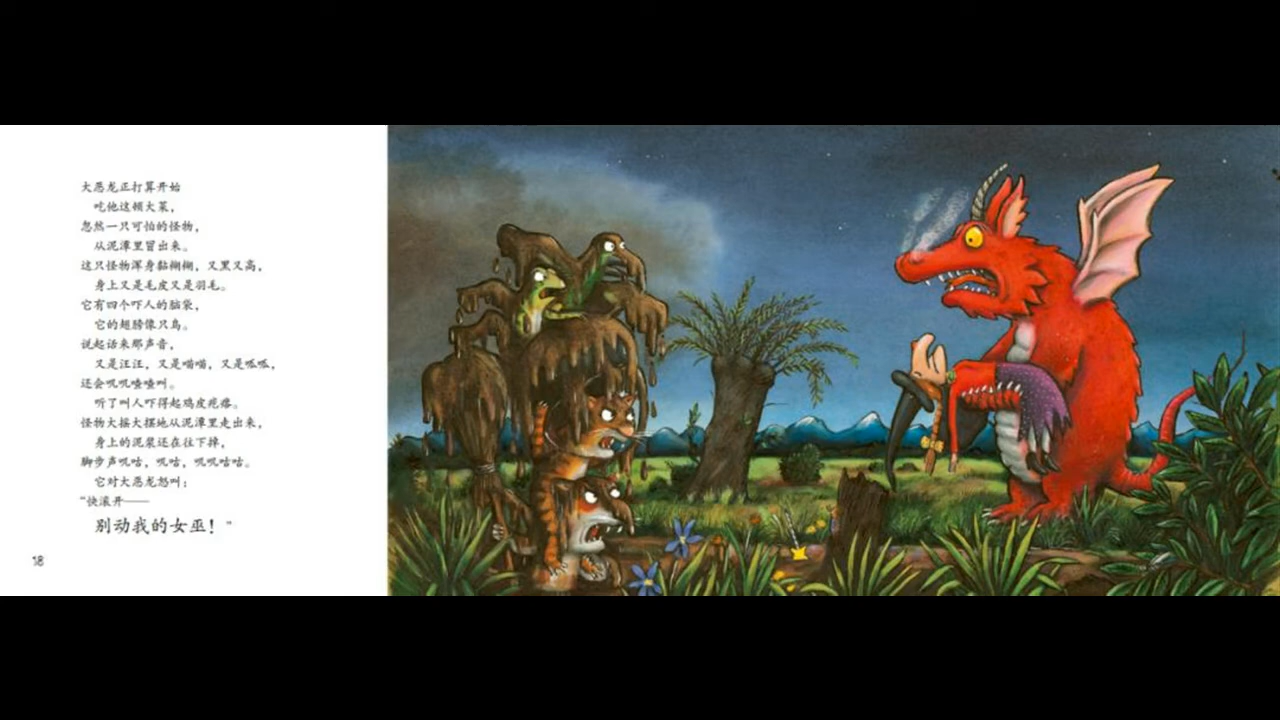 大恶龙正打算开始
吃他这顿大菜，
忽然一只可怕的怪物，
从泥潭里冒出来。
这只怪物浑身黏糊糊，又黑又高，
身上又是毛皮又是羽毛。
它有四个吓人的脑袋，
它的翅膀像只鸟。
说起话来那声音，
又是汪汪，又是喵喵，又是呱呱，
还会叽叽喳喳叫。
听了叫人吓得起鸡皮疙瘩。
怪物大摇大摆地从泥潭里走出来，
身上的泥浆还在往下掉，
脚步声叽咕，叽咕，叽叽咕咕。
它对大恶龙怒叫：
“快滚开——
别动我的女巫！”
18